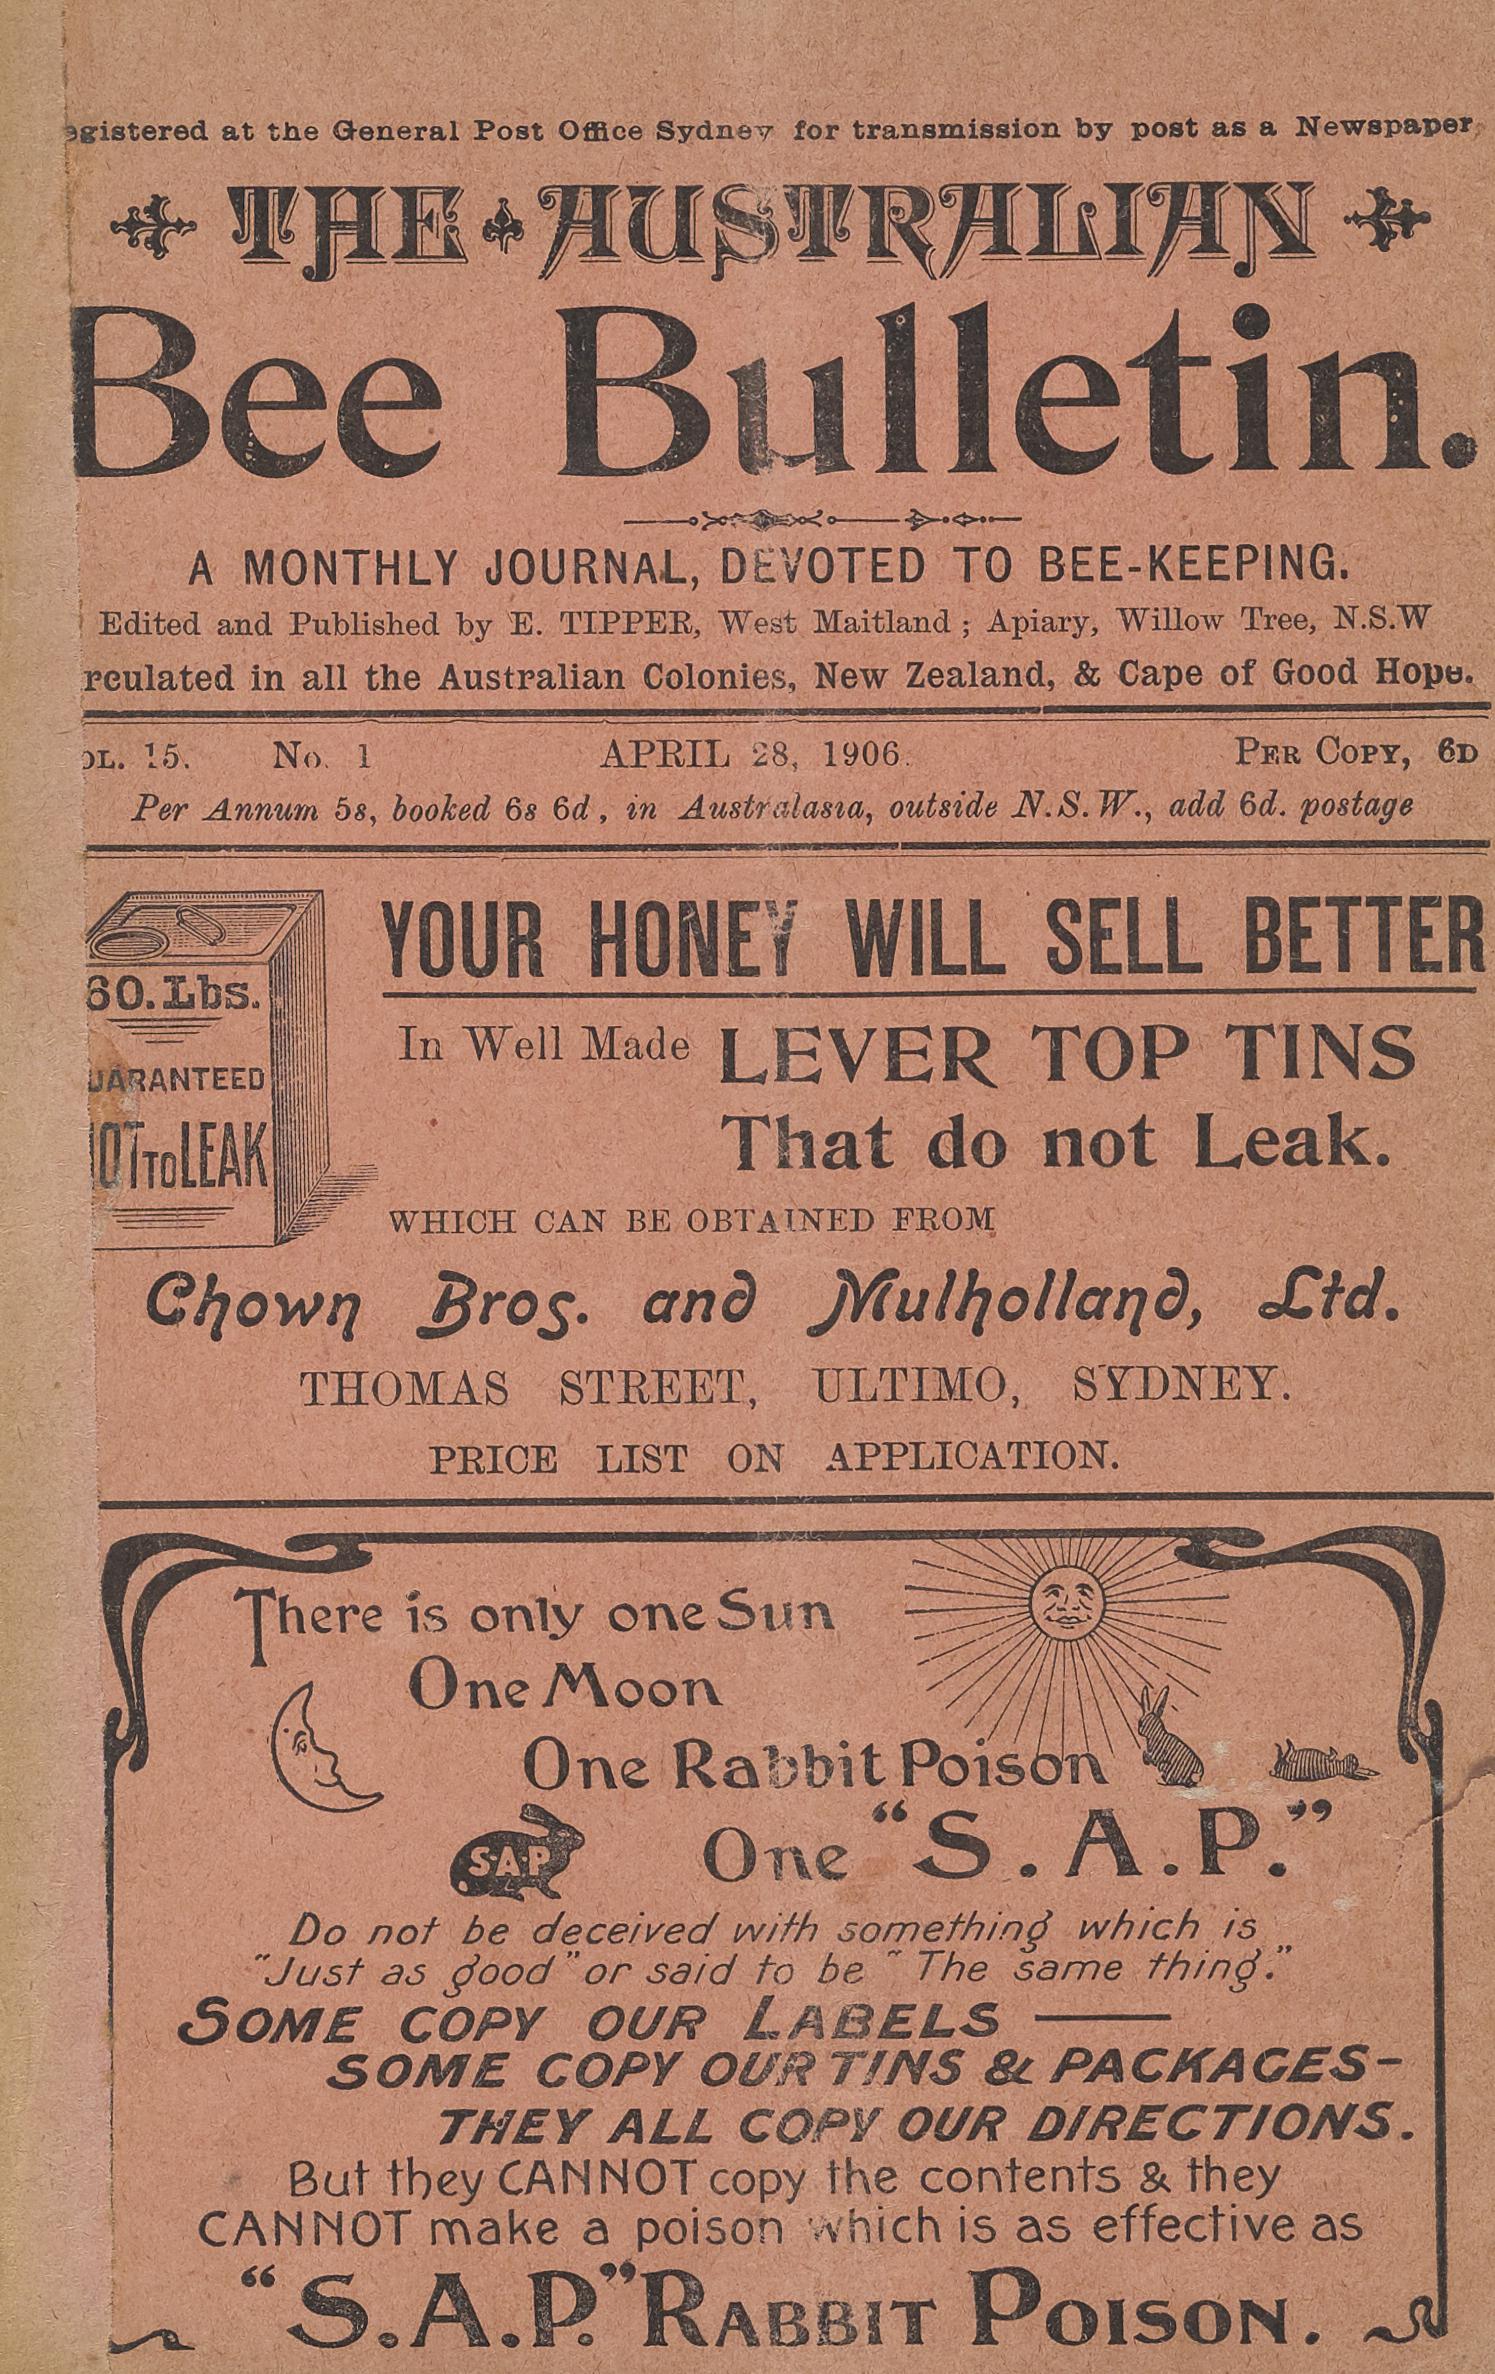 egistered at the General Post Office Sydney for transmission by post as a Newspaper
THE AUSTRALIAN
Bee Bulletin.
A MONTHLY JOURNAL, DEVOTED TO BEE-KEEPING.
Edited and Published by E. TIPPER, West Maitland; Apiary, Willow Tree, N.S.W
rculated in all the Australian Colonies, New Zealand, & Cape of Good Hope.
OL. 15. No. 1 APRIL 28, 1906. PER COPY, 6D
Per Annum 5s, booked 6s 6d, in Australasia, outside N.S.W., add 6d. postage
60. Lbs.
UARANTEED
NOT TO LEAK
YOUR HONEY WILL SELL BETTER
In Well Made LEVER TOP TINS
That do not Leak.
WHICH CAN BE OBTAINED FROM
Chown Bros. and Mulholland, Ltd.
THOMAS STREET, ULTIMO, SYDNEY.
PRICE LIST ON APPLICATION.
There is only one Sun
One Moon
One Rabbit Poison
S.A.P
One "S.A.P."
Do not be deceived with something which is
"Just as good" or said to be "The same thing."
SOME COPY OUR LABELS —
SOME COPY OUR TINS & PACKAGES-
THEY ALL COPY OUR DIRECTIONS.
But they CANNOT copy the contents & they
CANNOT make a poison which is as effective as
"S.A.P." RABBIT POISON.